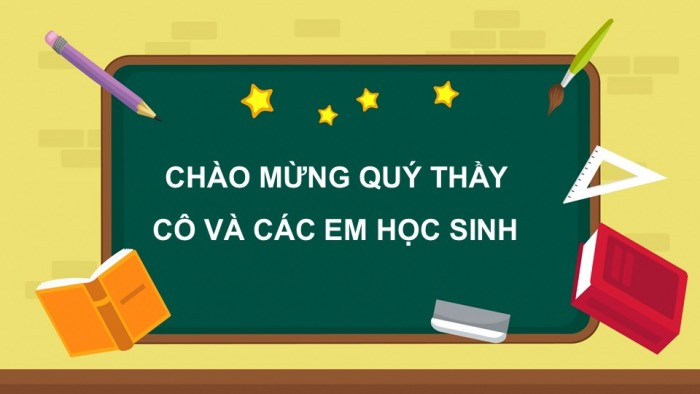 CHÀO MỪNG QUÝ THẦY
CÔ VÀ CÁC EM HỌC SINH